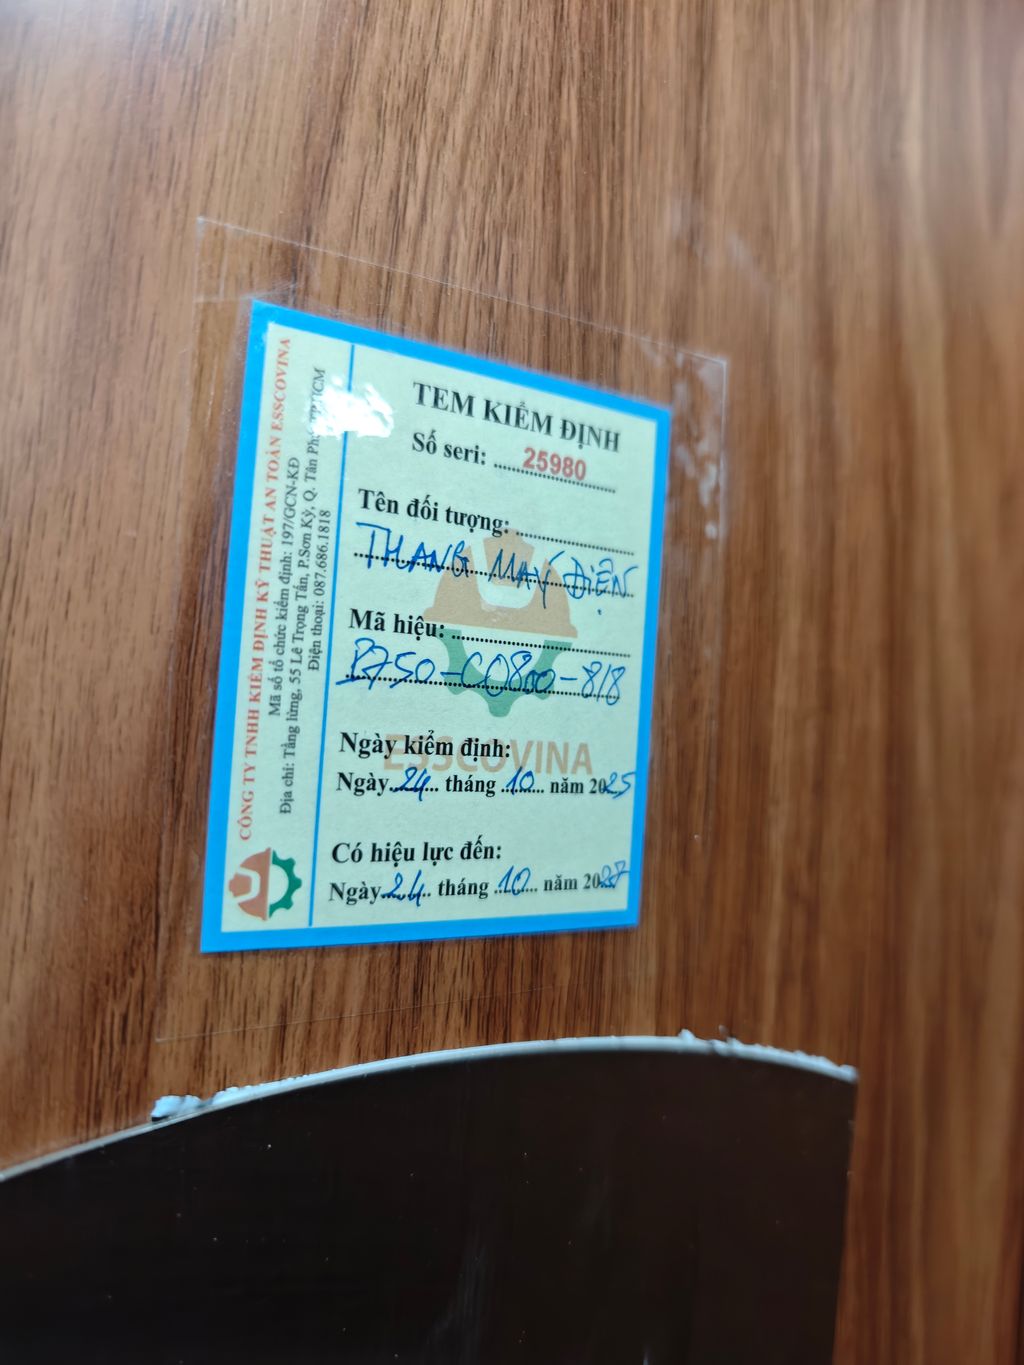 CÔNG TY TNHH KIỂM ĐỊNH KỸ THUẬT AN TOÀN ESSCOVINA
Mã số tổ chức kiểm định: 197/GCN-KĐ
Địa chỉ: Tầng lửng, 55 Lê Trọng Tấn, P.Sơn Kỳ, Q. Tân Phú, TP.HCM
Điện thoại: 087.686.1818
TEM KIỂM ĐỊNH
Số seri: 25980
Tên đối tượng:
THANG MÁY ĐIỆN
Mã hiệu:
P750-CO800-8/8
ESSCOVINA
Ngày kiểm định:
Ngày 24 tháng 10 năm 2025
Có hiệu lực đến:
Ngày 24 tháng 10 năm 2027